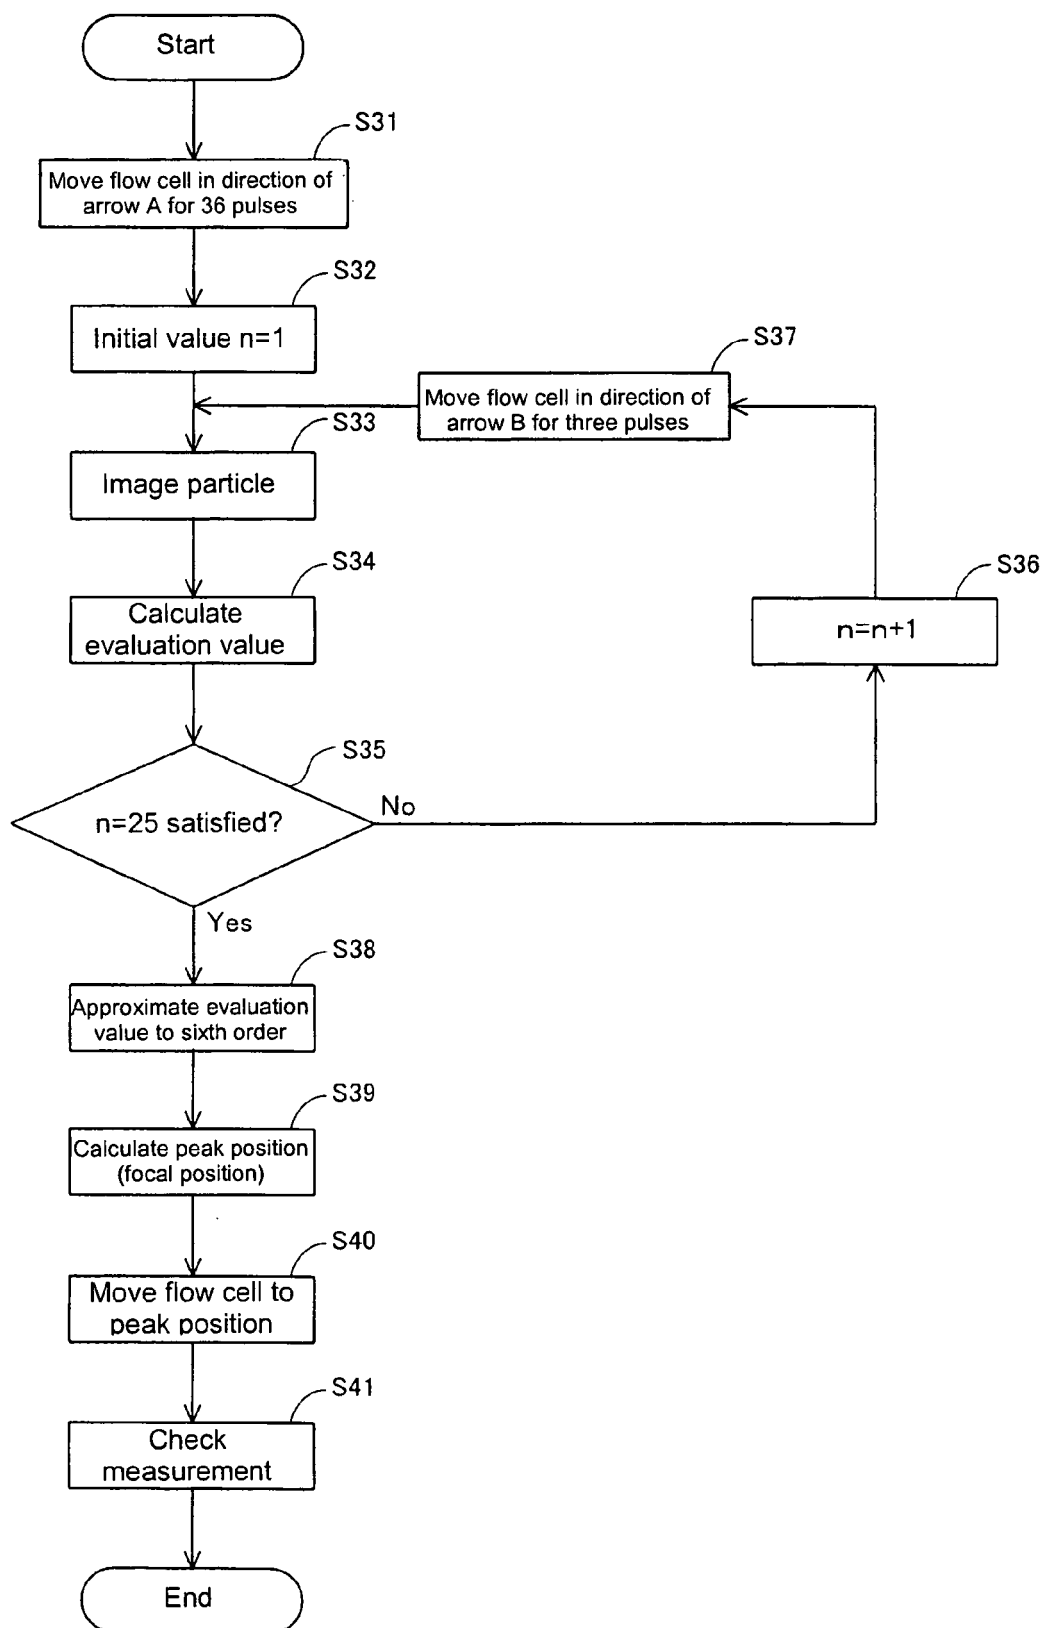 Start
S31
Move flow cell in direction of
arrow A for 36 pulses
S32
Initial value n=1
S37
Move flow cell in direction of
arrow B for three pulses
S33
Image particle
S34
Calculate
evaluation value
S36
n=n+1
S35
n=25 satisfied?
No
Yes
S38
Approximate evaluation
value to sixth order
S39
Calculate peak position
(focal position)
S40
Move flow cell to
peak position
S41
Check
measurement
End